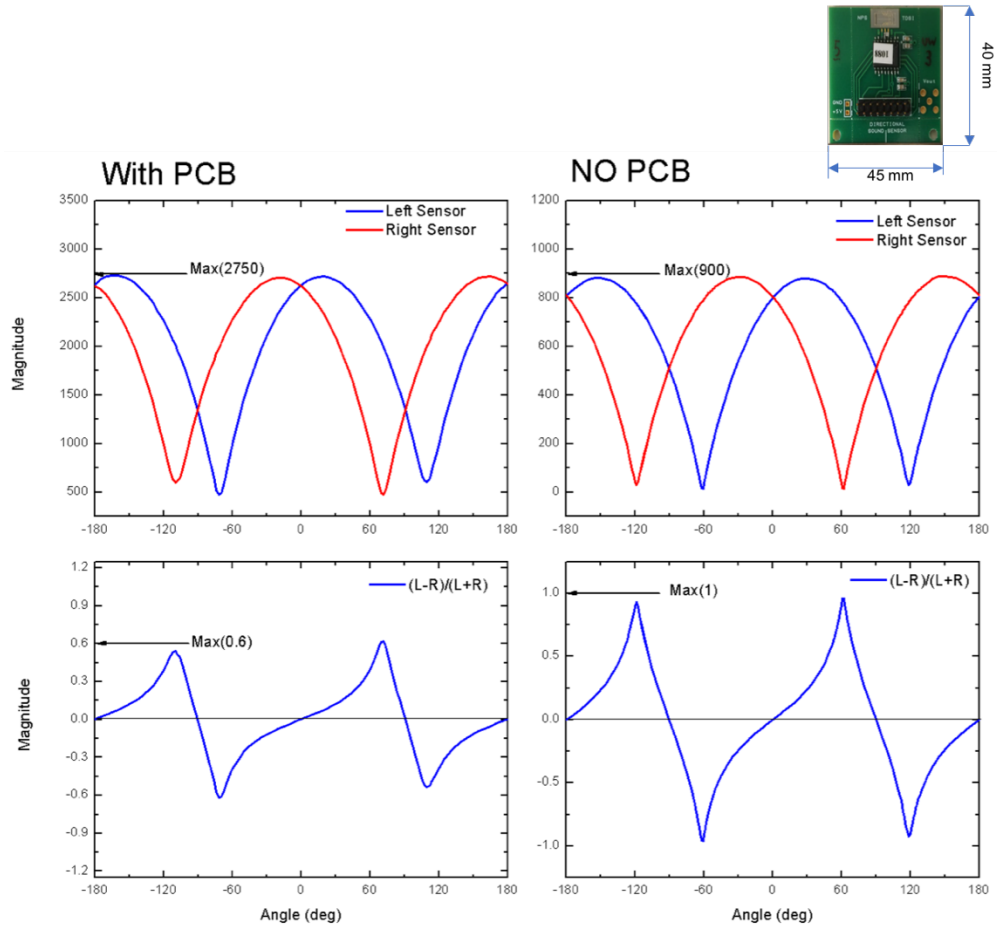 NPS TDSI
GND
+5V
DIRECTIONAL
SOUND SENSOR
40 mm
45 mm
With PCB
NO PCB
3500
3000
2500
2000
1500
1000
500
Magnitude
Left Sensor
Right Sensor
Max(2750)
-180 -120 -60 0 60 120 180
1200
1000
800
600
400
200
0
Left Sensor
Right Sensor
Max(900)
-180 -120 -60 0 60 120 180
1.2
0.9
0.6
0.3
0.0
-0.3
-0.6
-0.9
-1.2
Magnitude
(L-R)/(L+R)
Max(0.6)
-180 -120 -60 0 60 120 180
Angle (deg)
1.0
0.5
0.0
-0.5
-1.0
(L-R)/(L+R)
Max(1)
-180 -120 -60 0 60 120 180
Angle (deg)